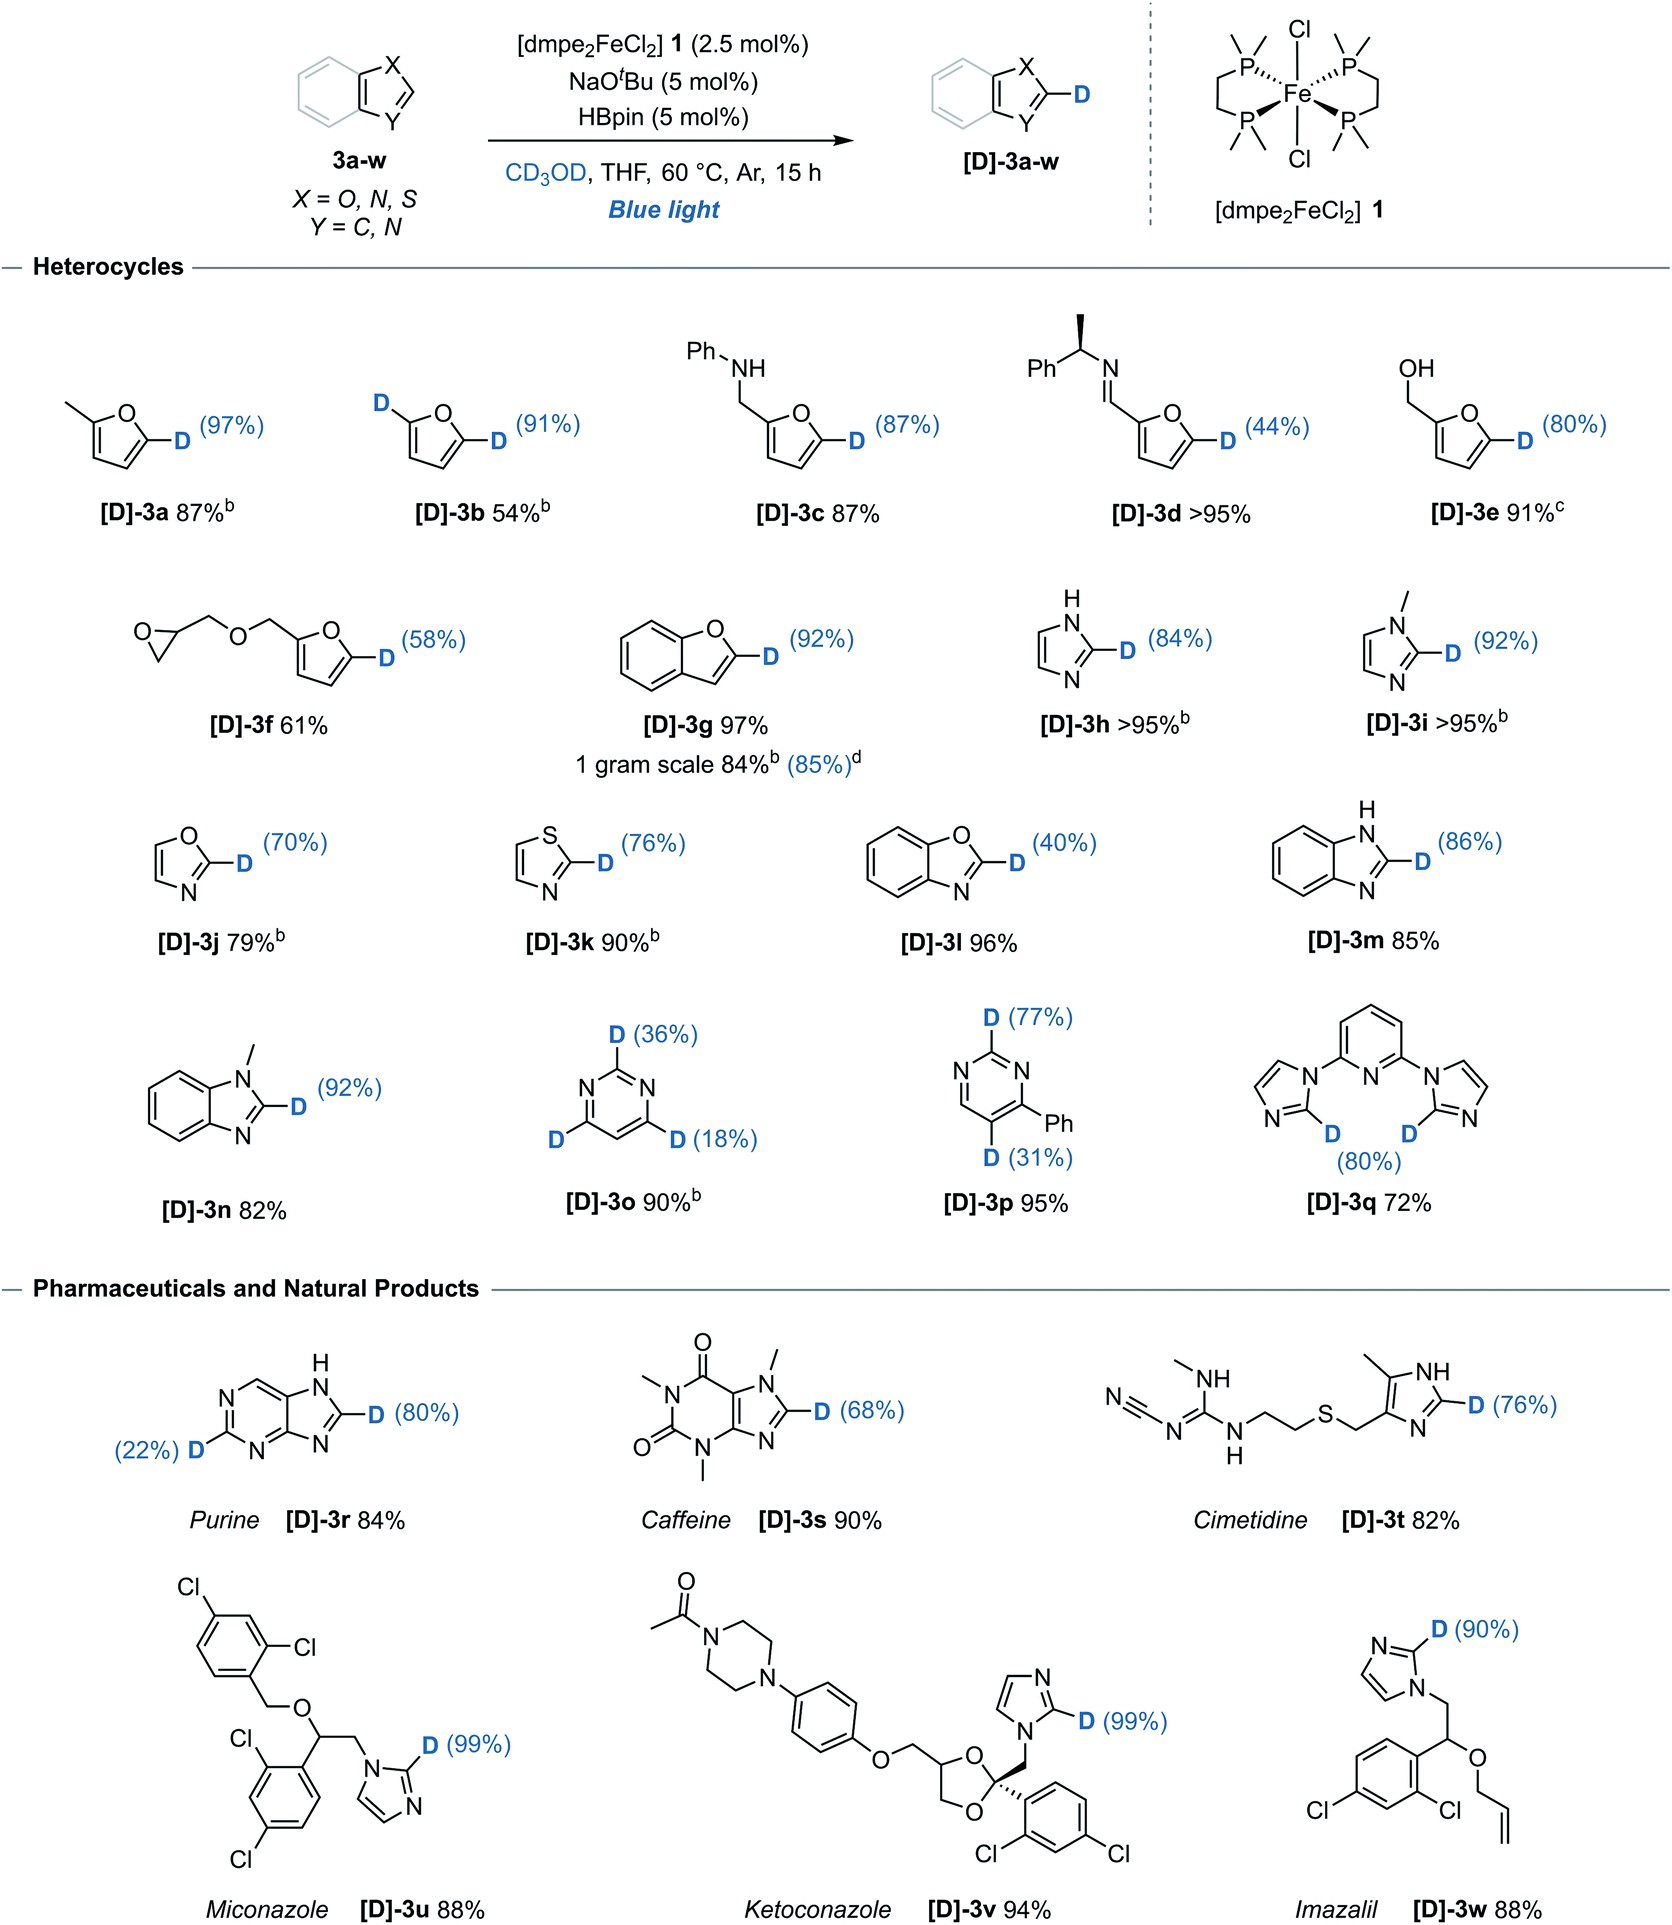 [dmpe2FeCl2] 1 (2.5 mol%)
NaOtBu (5 mol%)
HBpin (5 mol%)
CD3OD, THF, 60 °C, Ar, 15 h
Blue light
X
Y
3a-w
X = O, N, S
Y = C, N
X
Y
D
[D]-3a-w
Cl
P
P
Fe
P
P
Cl
[dmpe2FeCl2] 1
Heterocycles
O
D (97%)
[D]-3a 87%b
D
O
D (91%)
[D]-3b 54%b
Ph
NH
O
D (87%)
[D]-3c 87%
Ph
N
O
D (44%)
[D]-3d >95%
OH
O
D (80%)
[D]-3e 91%c
O
O
O
D (58%)
[D]-3f 61%
O
D (92%)
[D]-3g 97%
1 gram scale 84%b (85%)d
H
N
N
D (84%)
[D]-3h >95%b
N
N
D (92%)
[D]-3i >95%b
O
N
D (70%)
[D]-3j 79%b
S
N
D (76%)
[D]-3k 90%b
O
N
D (40%)
[D]-3l 96%
H
N
N
D (86%)
[D]-3m 85%
N
N
D (92%)
[D]-3n 82%
D (36%)
N
N
D
D (18%)
[D]-3o 90%b
D (77%)
N
N
Ph
D (31%)
[D]-3p 95%
N
N
N
N
N
D
D
(80%)
[D]-3q 72%
Pharmaceuticals and Natural Products
H
N
N
N
N
D (80%)
(22%) D
Purine [D]-3r 84%
O
N
N
O
N
N
D (68%)
Caffeine [D]-3s 90%
NH
N
N
N
H
S
NH
N
D (76%)
Cimetidine [D]-3t 82%
Cl
Cl
O
Cl
D (99%)
N
N
Cl
Miconazole [D]-3u 88%
O
N
N
O
O
O
N
N
D (99%)
Cl
Cl
Ketoconazole [D]-3v 94%
D (90%)
N
N
O
Cl
Cl
Imazalil [D]-3w 88%